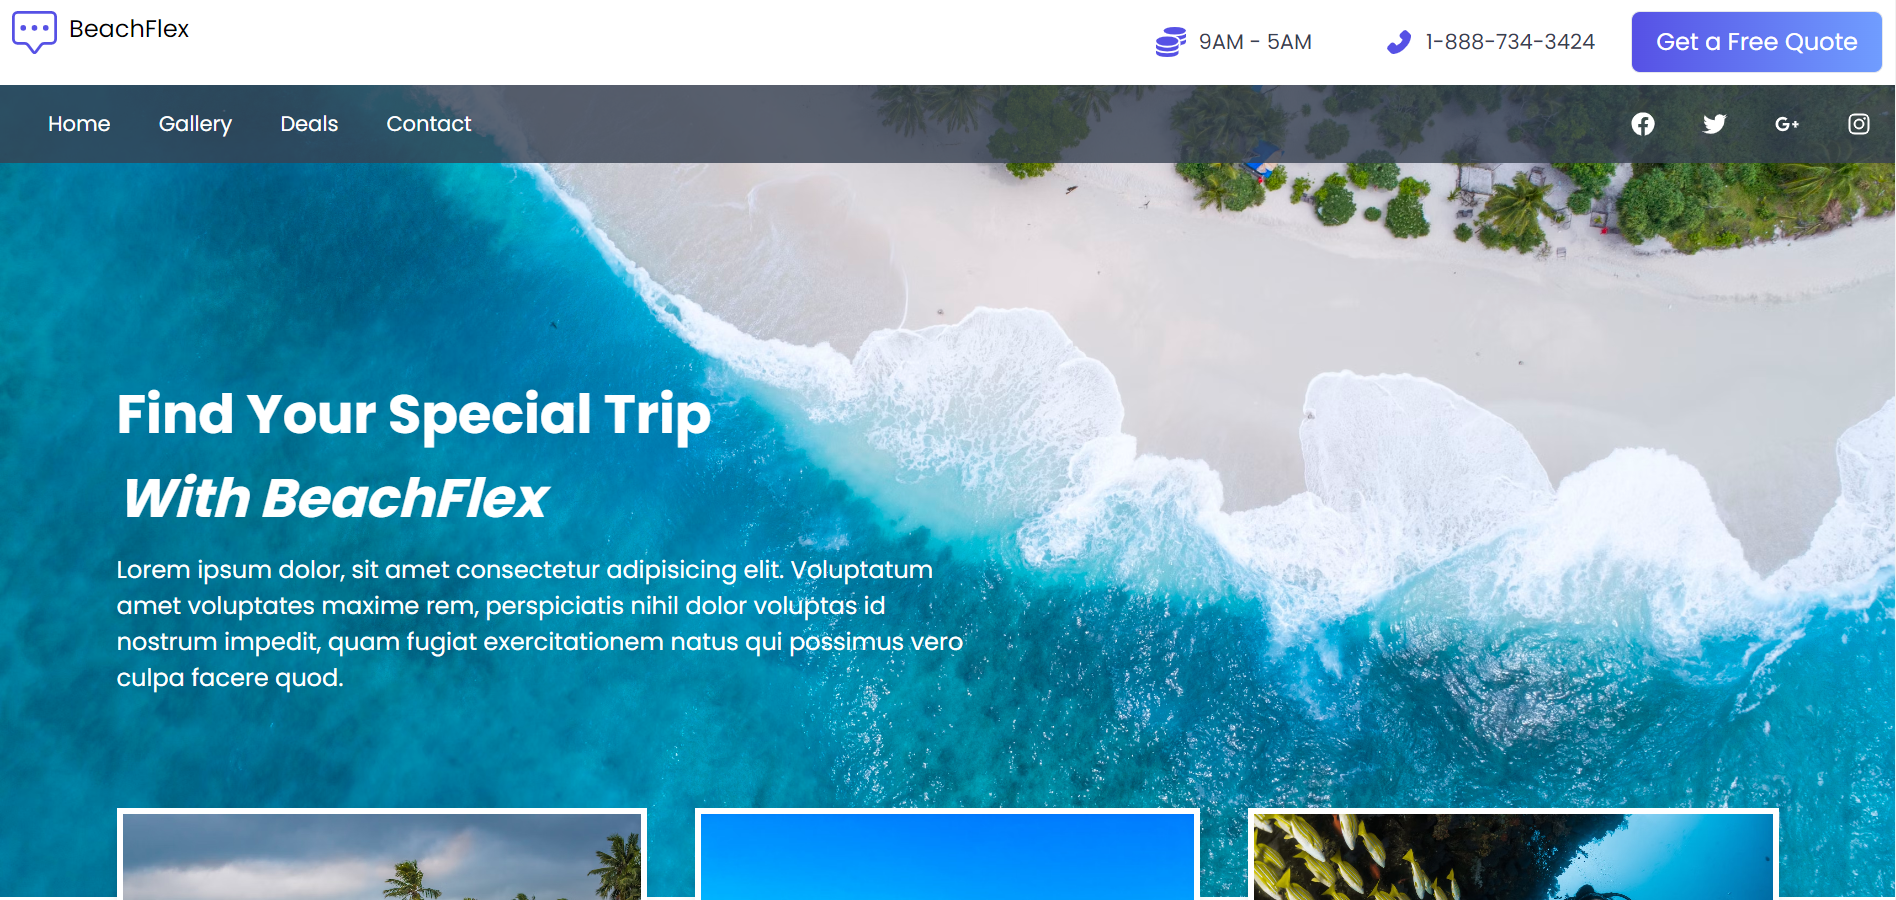 BeachFlex
9AM - 5AM
1-888-734-3424
Get a Free Quote
Home
Gallery
Deals
Contact
G+
Find Your Special Trip
With BeachFlex
Lorem ipsum dolor, sit amet consectetur adipisicing elit. Voluptatum
amet voluptates maxime rem, perspiciatis nihil dolor voluptas id
nostrum impedit, quam fugiat exercitationem natus qui possimus vero
culpa facere quod.